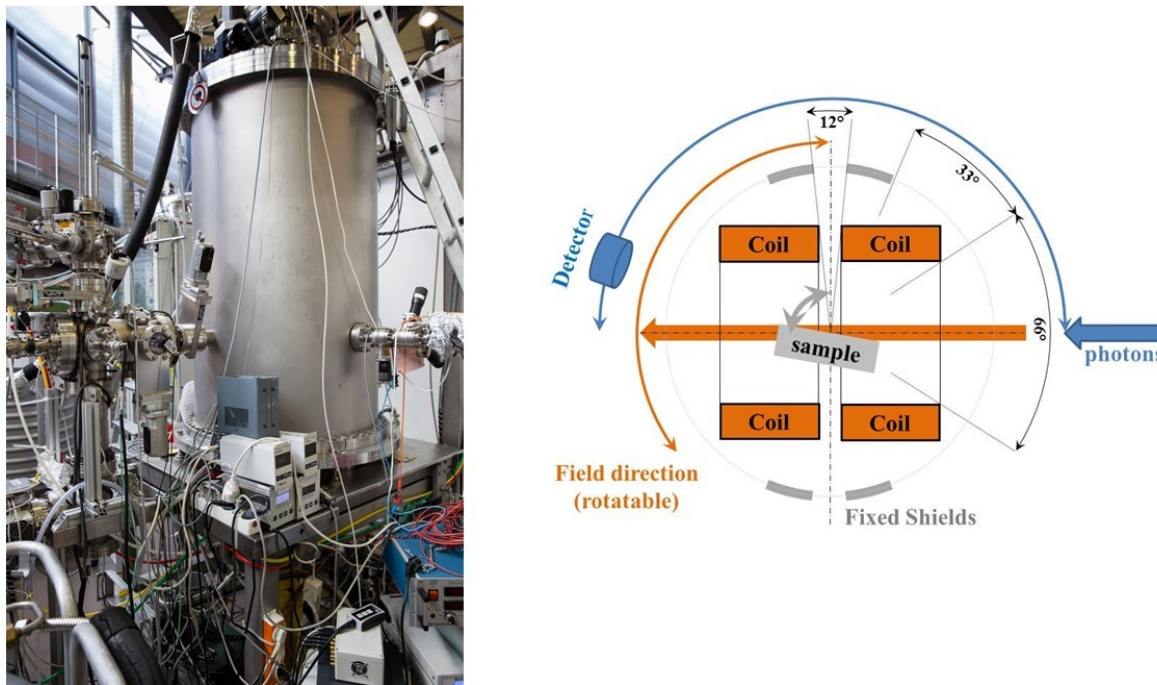 12°
33°
66°
Coil
Coil
Detector
sample
photons
Coil
Coil
Field direction
(rotatable)
Fixed Shields